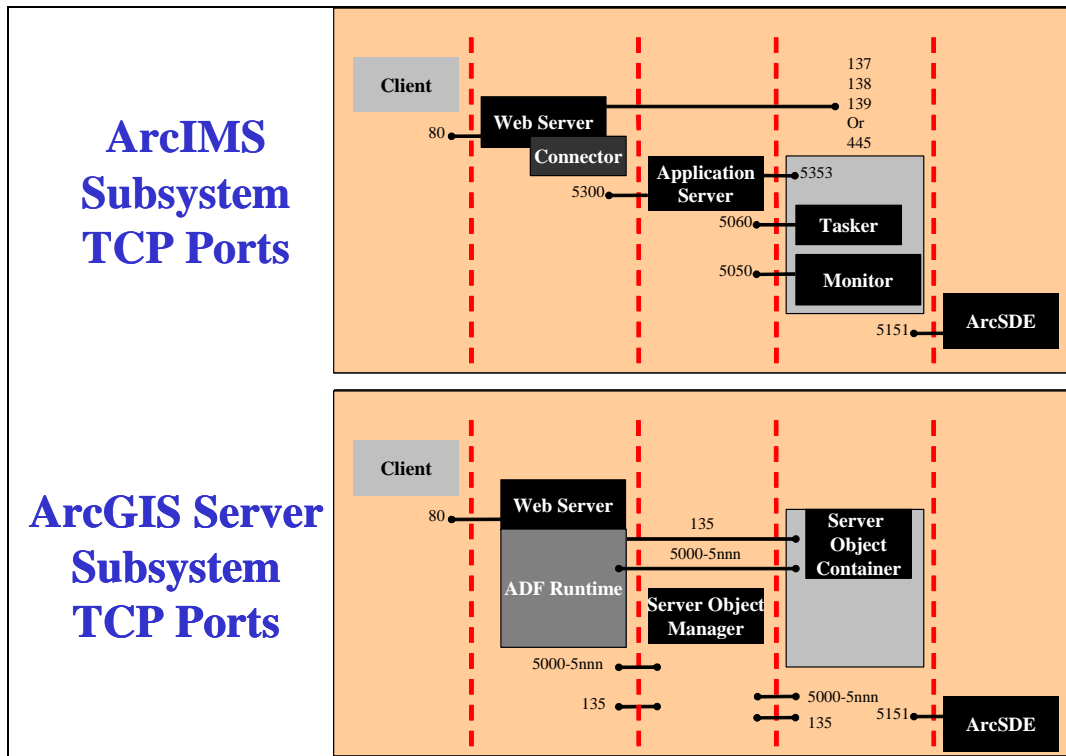 ArcIMS
Subsystem
TCP Ports
Client
80
Web Server
Connector
137
138
139
Or
445
5300
Application
Server
5353
5060
Tasker
5050
Monitor
5151
ArcSDE
ArcGIS Server
Subsystem
TCP Ports
Client
80
Web Server
ADF Runtime
135
5000-5nnn
Server
Object
Container
Server Object
Manager
5000-5nnn
135
5000-5nnn
135
5151
ArcSDE